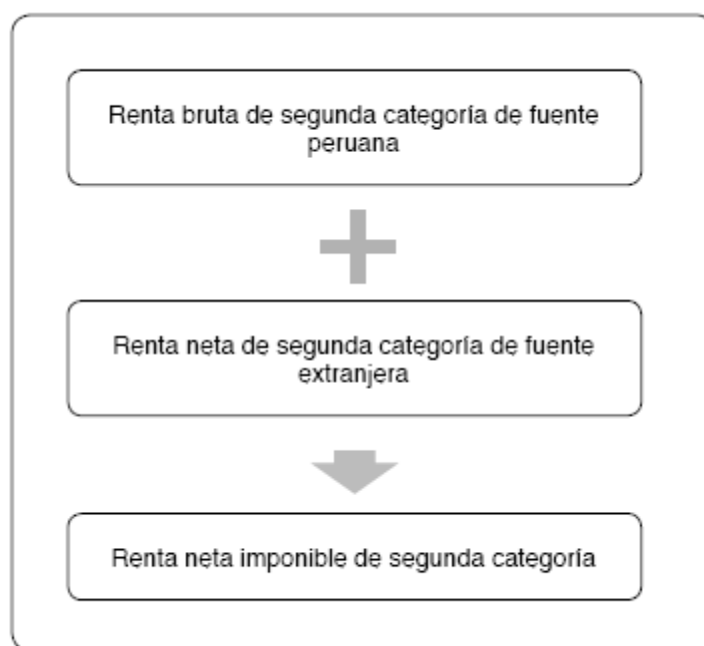 Renta bruta de segunda categoría de fuente
peruana
Renta neta de segunda categoría de fuente
extranjera
Renta neta imponible de segunda categoría